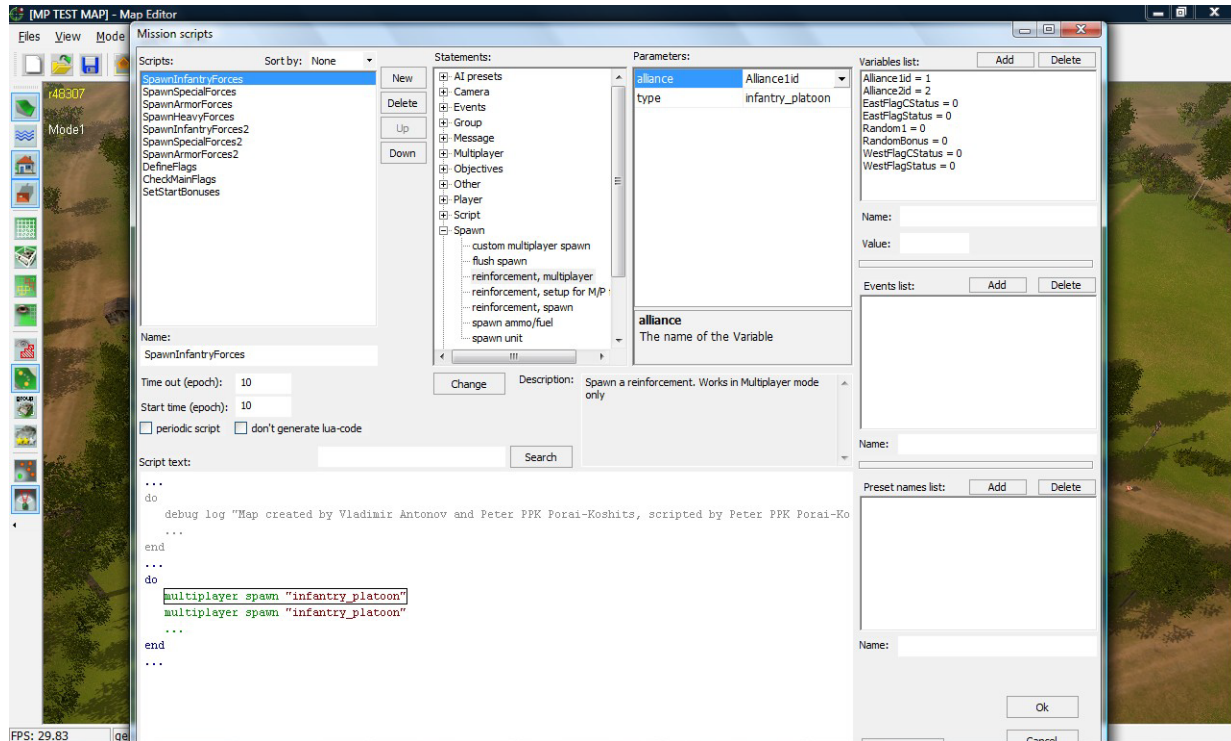 [MP TEST MAP] - Map Editor
Files View Mode
Mission scripts
r48307
Mode1
Scripts:
Sort by: None
SpawnInfantryForces
SpawnSpecialForces
SpawnArmorForces
SpawnHeavyForces
SpawnInfantryForces2
SpawnSpecialForces2
SpawnArmorForces2
DefineFlags
CheckMainFlags
SetStartBonuses
New
Delete
Up
Down
Name:
SpawnInfantryForces
Time out (epoch): 10
Start time (epoch): 10
periodic script
don't generate lua-code
Statements:
AI presets
Camera
Events
Group
Message
Multiplayer
Objectives
Other
Player
Script
Spawn
custom multiplayer spawn
flush spawn
reinforcement, multiplayer
reinforcement, setup for M/P
reinforcement, spawn
spawn ammo/fuel
spawn unit
Change
Parameters:
alliance Alliance1id
type infantry_platoon
alliance
The name of the Variable
Description:
Spawn a reinforcement. Works in Multiplayer mode
only
Script text:
Search
...
do
debug log "Map created by Vladimir Antonov and Peter PPK Porai-Koshits, scripted by Peter PPK Porai-Ko
...
end
...
do
multiplayer spawn "infantry_platoon"
multiplayer spawn "infantry_platoon"
...
end
...
Variables list:
Add
Delete
Alliance1id = 1
Alliance2id = 2
EastFlagCStatus = 0
EastFlagStatus = 0
Random1 = 0
RandomBonus = 0
WestFlagCStatus = 0
WestFlagStatus = 0
Name:
Value:
Events list:
Add
Delete
Name:
Preset names list:
Add
Delete
Name:
Ok
Cancel
FPS: 29.83
ge